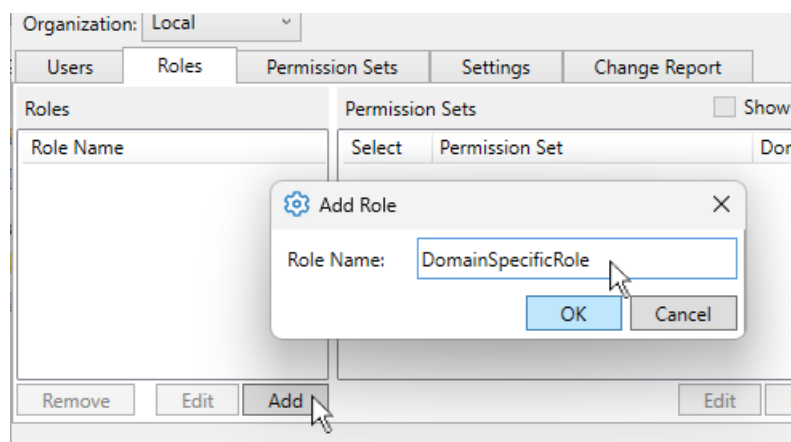 Organization: Local
Users Roles Permission Sets Settings Change Report
Roles Permission Sets Show
Role Name Select Permission Set
Add Role
Role Name: DomainSpecificRole
OK Cancel
Remove Edit Add Edit